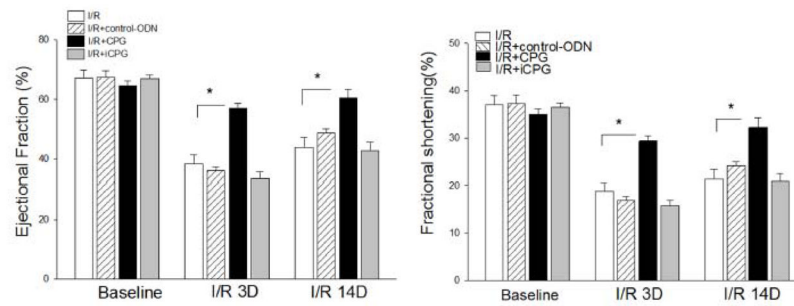 I/R
I/R+control-ODN
I/R+CPG
I/R+iCPG
Ejectional Fraction (%)
80
60
40
20
0
*
*
Baseline
I/R 3D
I/R 14D
I/R
I/R+control-ODN
I/R+CPG
I/R+iCPG
Fractional shortening(%)
50
40
30
20
10
0
*
*
Baseline
I/R 3D
I/R 14D